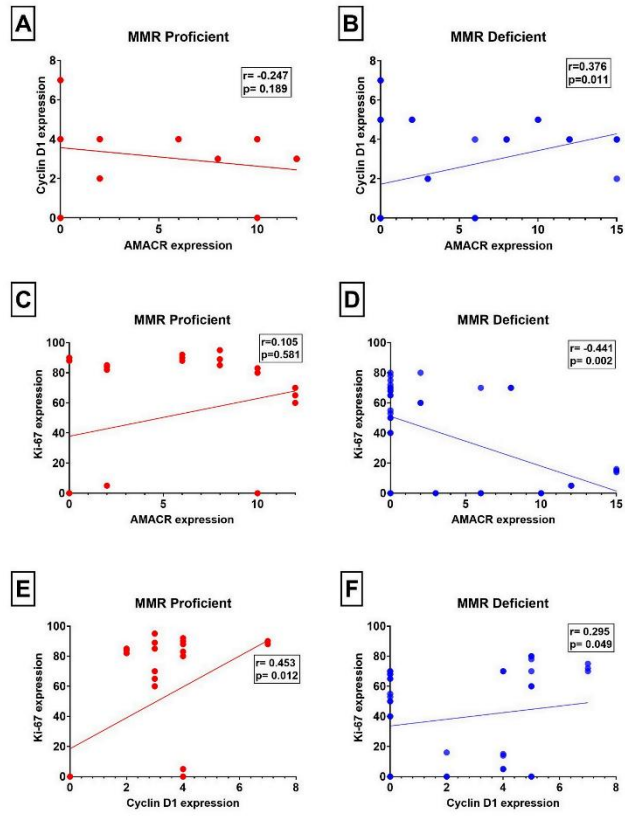 A
MMR Proficient
r= -0.247
p= 0.189
Cyclin D1 expression
8
6
4
2
0
0
5
10
AMACR expression
B
MMR Deficient
r=0.376
p=0.011
Cyclin D1 expression
8
6
4
2
0
0
5
10
15
AMACR expression
C
MMR Proficient
r=0.105
p=0.581
Ki-67 expression
100
80
60
40
20
0
0
5
10
AMACR expression
D
MMR Deficient
r= -0.441
p= 0.002
Ki-67 expression
100
80
60
40
20
0
0
5
10
15
AMACR expression
E
MMR Proficient
r= 0.453
p= 0.012
Ki-67 expression
100
80
60
40
20
0
0
2
4
6
8
Cyclin D1 expression
F
MMR Deficient
r= 0.295
p= 0.049
Ki-67 expression
100
80
60
40
20
0
0
2
4
6
8
Cyclin D1 expression